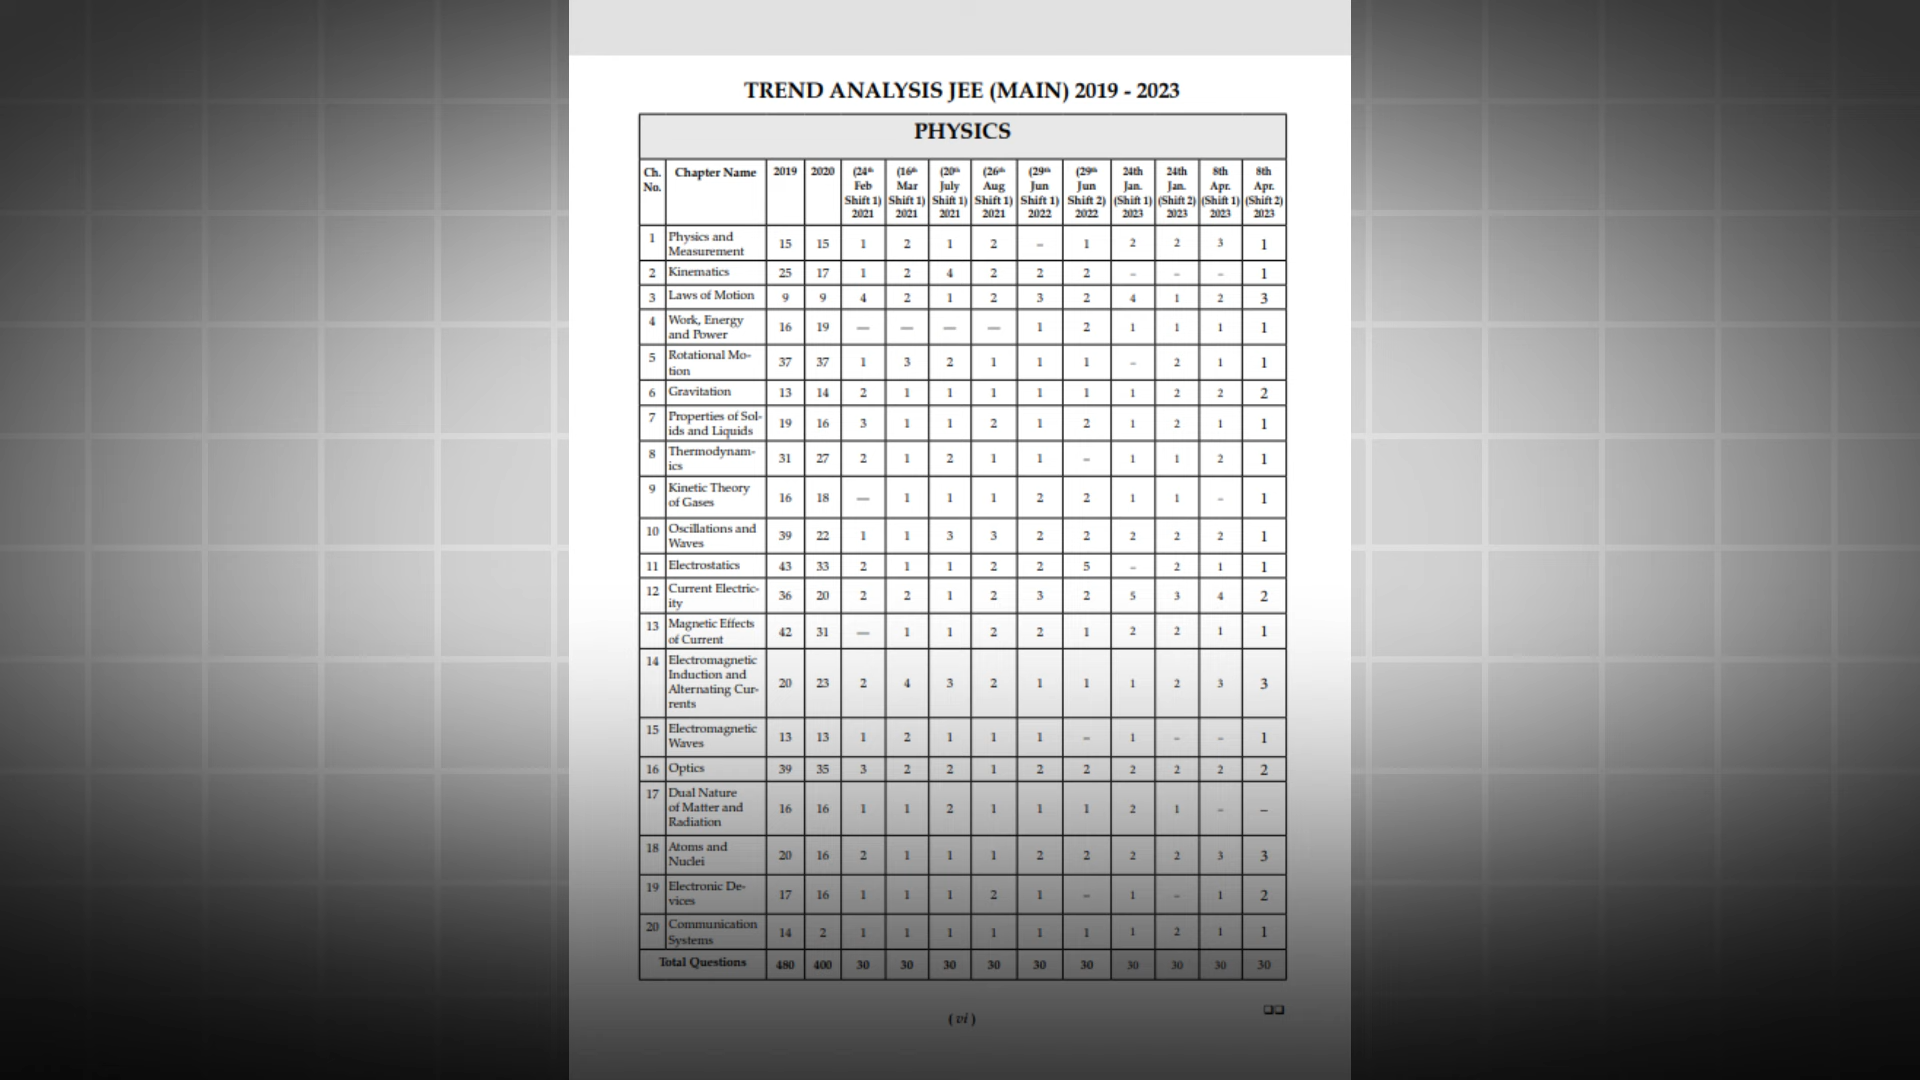 TREND ANALYSIS JEE (MAIN) 2019 - 2023
PHYSICS
Ch. No. Chapter Name 2019 2020 (24th Feb Shift 1) 2021 (16th Mar Shift 1) 2021 (20th July Shift 1) 2021 (26th Aug Shift 1) 2021 (29th Jun Shift 1) 2022 (29th Jun Shift 2) 2022 24th Jan. (Shift 1) 2023 24th Jan. (Shift 2) 2023 8th Apr. (Shift 1) 2023 8th Apr. (Shift 2) 2023
1 Physics and Measurement 15 15 1 2 1 2 – 1 2 2 3 1
2 Kinematics 25 17 1 2 4 2 2 2 – – – 1
3 Laws of Motion 9 9 4 2 1 2 3 2 4 1 2 3
4 Work, Energy and Power 16 19 — — — — 1 2 1 1 1 1
5 Rotational Mo-tion 37 37 1 3 2 1 1 1 – 2 1 1
6 Gravitation 13 14 2 1 1 1 1 1 1 2 2 2
7 Properties of Sol-ids and Liquids 19 16 3 1 1 2 1 2 1 2 1 1
8 Thermodynam-ics 31 27 2 1 2 1 1 – 1 1 2 1
9 Kinetic Theory of Gases 16 18 — 1 1 1 2 2 1 1 – 1
10 Oscillations and Waves 39 22 1 1 3 3 2 2 2 2 2 1
11 Electrostatics 43 33 2 1 1 2 2 5 – 2 1 1
12 Current Electric-ity 36 20 2 2 1 2 3 2 5 3 4 2
13 Magnetic Effects of Current 42 31 — 1 1 2 2 1 2 2 1 1
14 Electromagnetic Induction and Alternating Cur-rents 20 23 2 4 3 2 1 1 1 2 3 3
15 Electromagnetic Waves 13 13 1 2 1 1 1 – 1 – – 1
16 Optics 39 35 3 2 2 1 2 2 2 2 2 2
17 Dual Nature of Matter and Radiation 16 16 1 1 2 1 1 1 2 1 – –
18 Atoms and Nuclei 20 16 2 1 1 1 2 2 2 2 3 3
19 Electronic De-vices 17 16 1 1 1 2 1 – 1 – 1 2
20 Communication Systems 14 2 1 1 1 1 1 1 1 2 1 1
Total Questions 480 400 30 30 30 30 30 30 30 30 30 30
( vi )